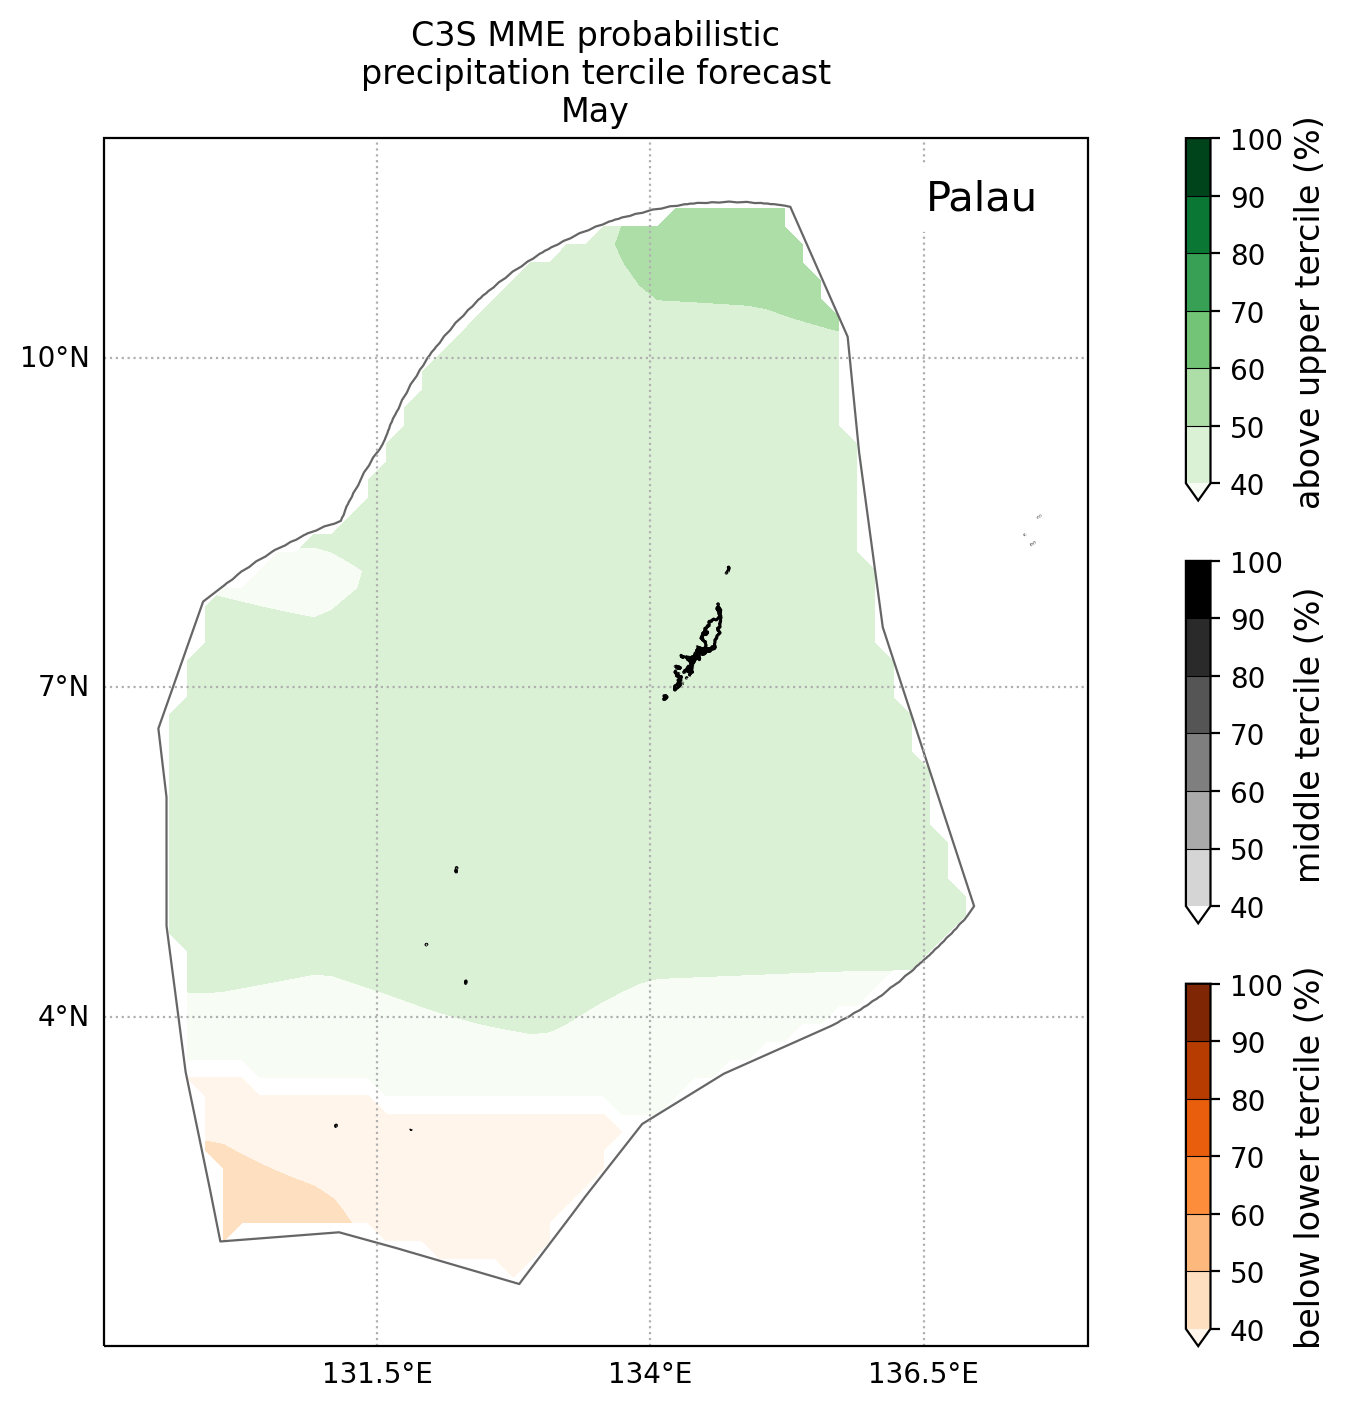 C3S MME probabilistic
precipitation tercile forecast
May
Palau
10°N
7°N
4°N
131.5°E
134°E
136.5°E
100
90
80
70
60
50
40
above upper tercile (%)
100
90
80
70
60
50
40
middle tercile (%)
100
90
80
70
60
50
40
below lower tercile (%)